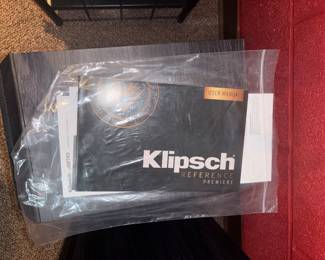 USER MANUAL
Klipsch
REFERENCE
PREMIERE